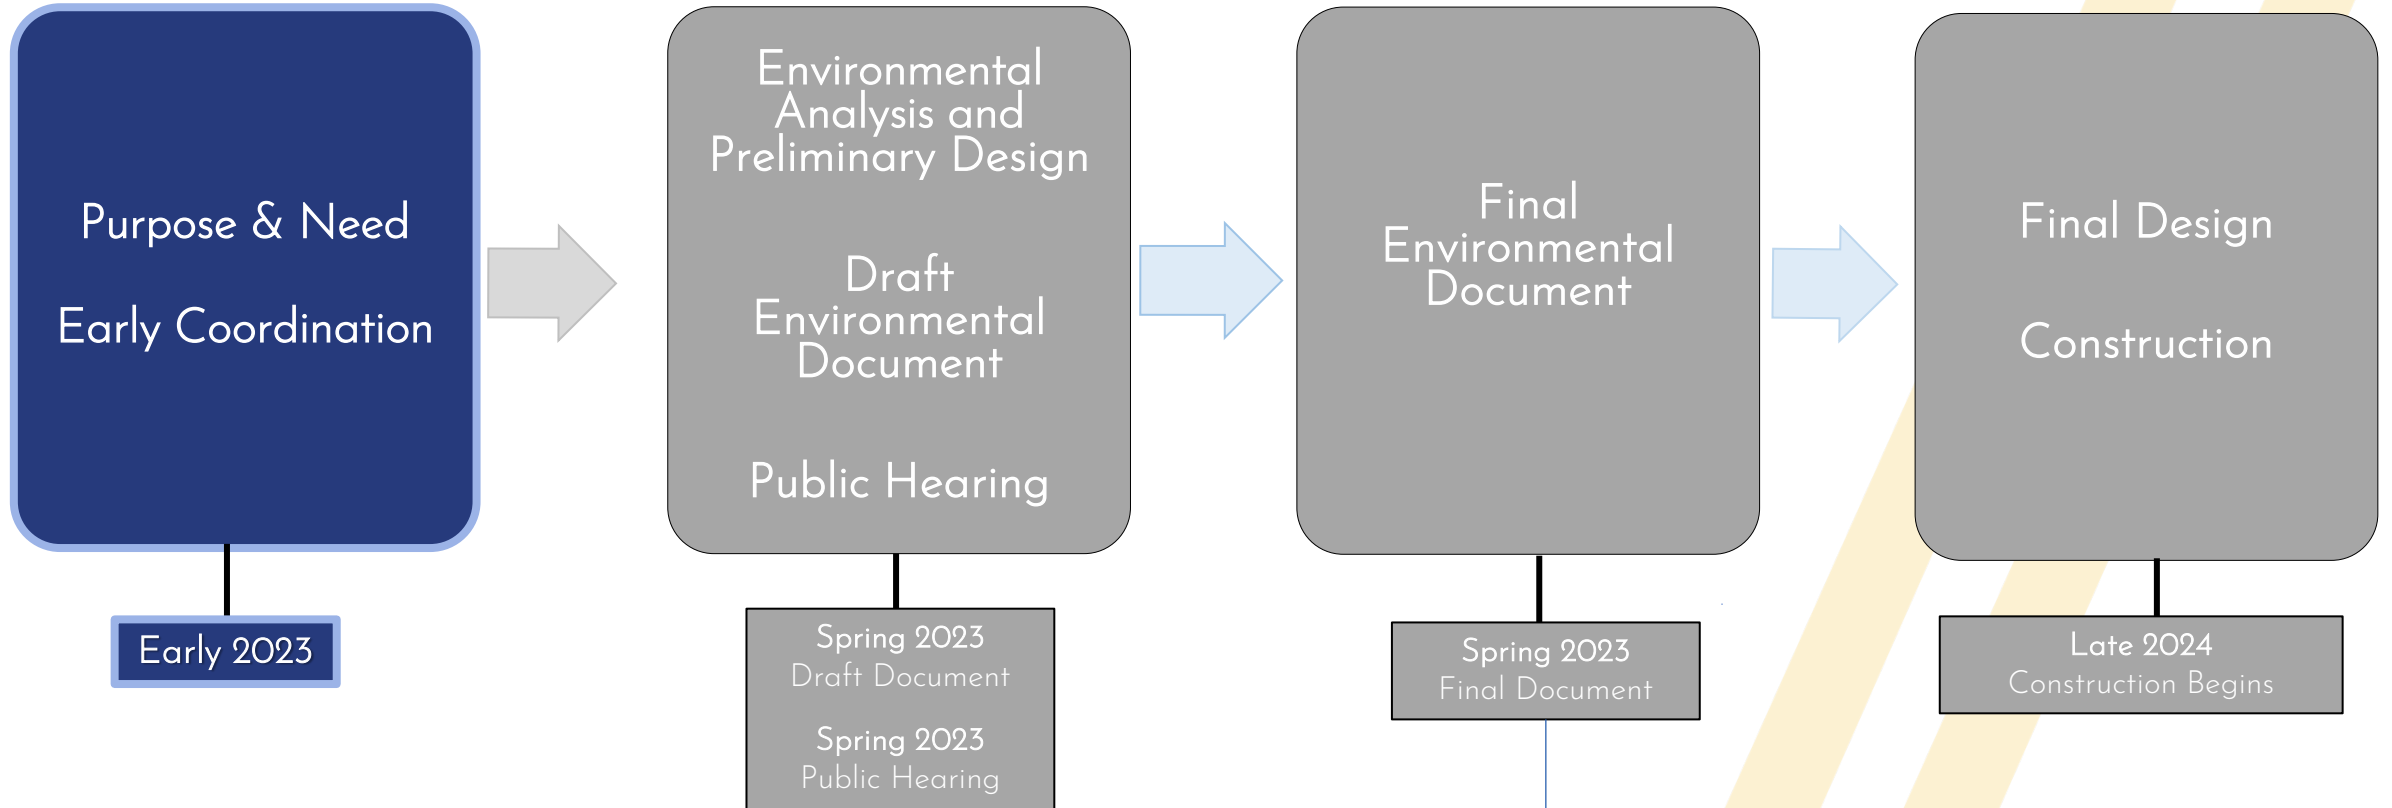 Purpose & Need
Early Coordination
Early 2023
Environmental
Analysis and
Preliminary Design
Draft
Environmental
Document
Public Hearing
Spring 2023
Draft Document
Spring 2023
Public Hearing
Final
Environmental
Document
Spring 2023
Final Document
Final Design
Construction
Late 2024
Construction Begins